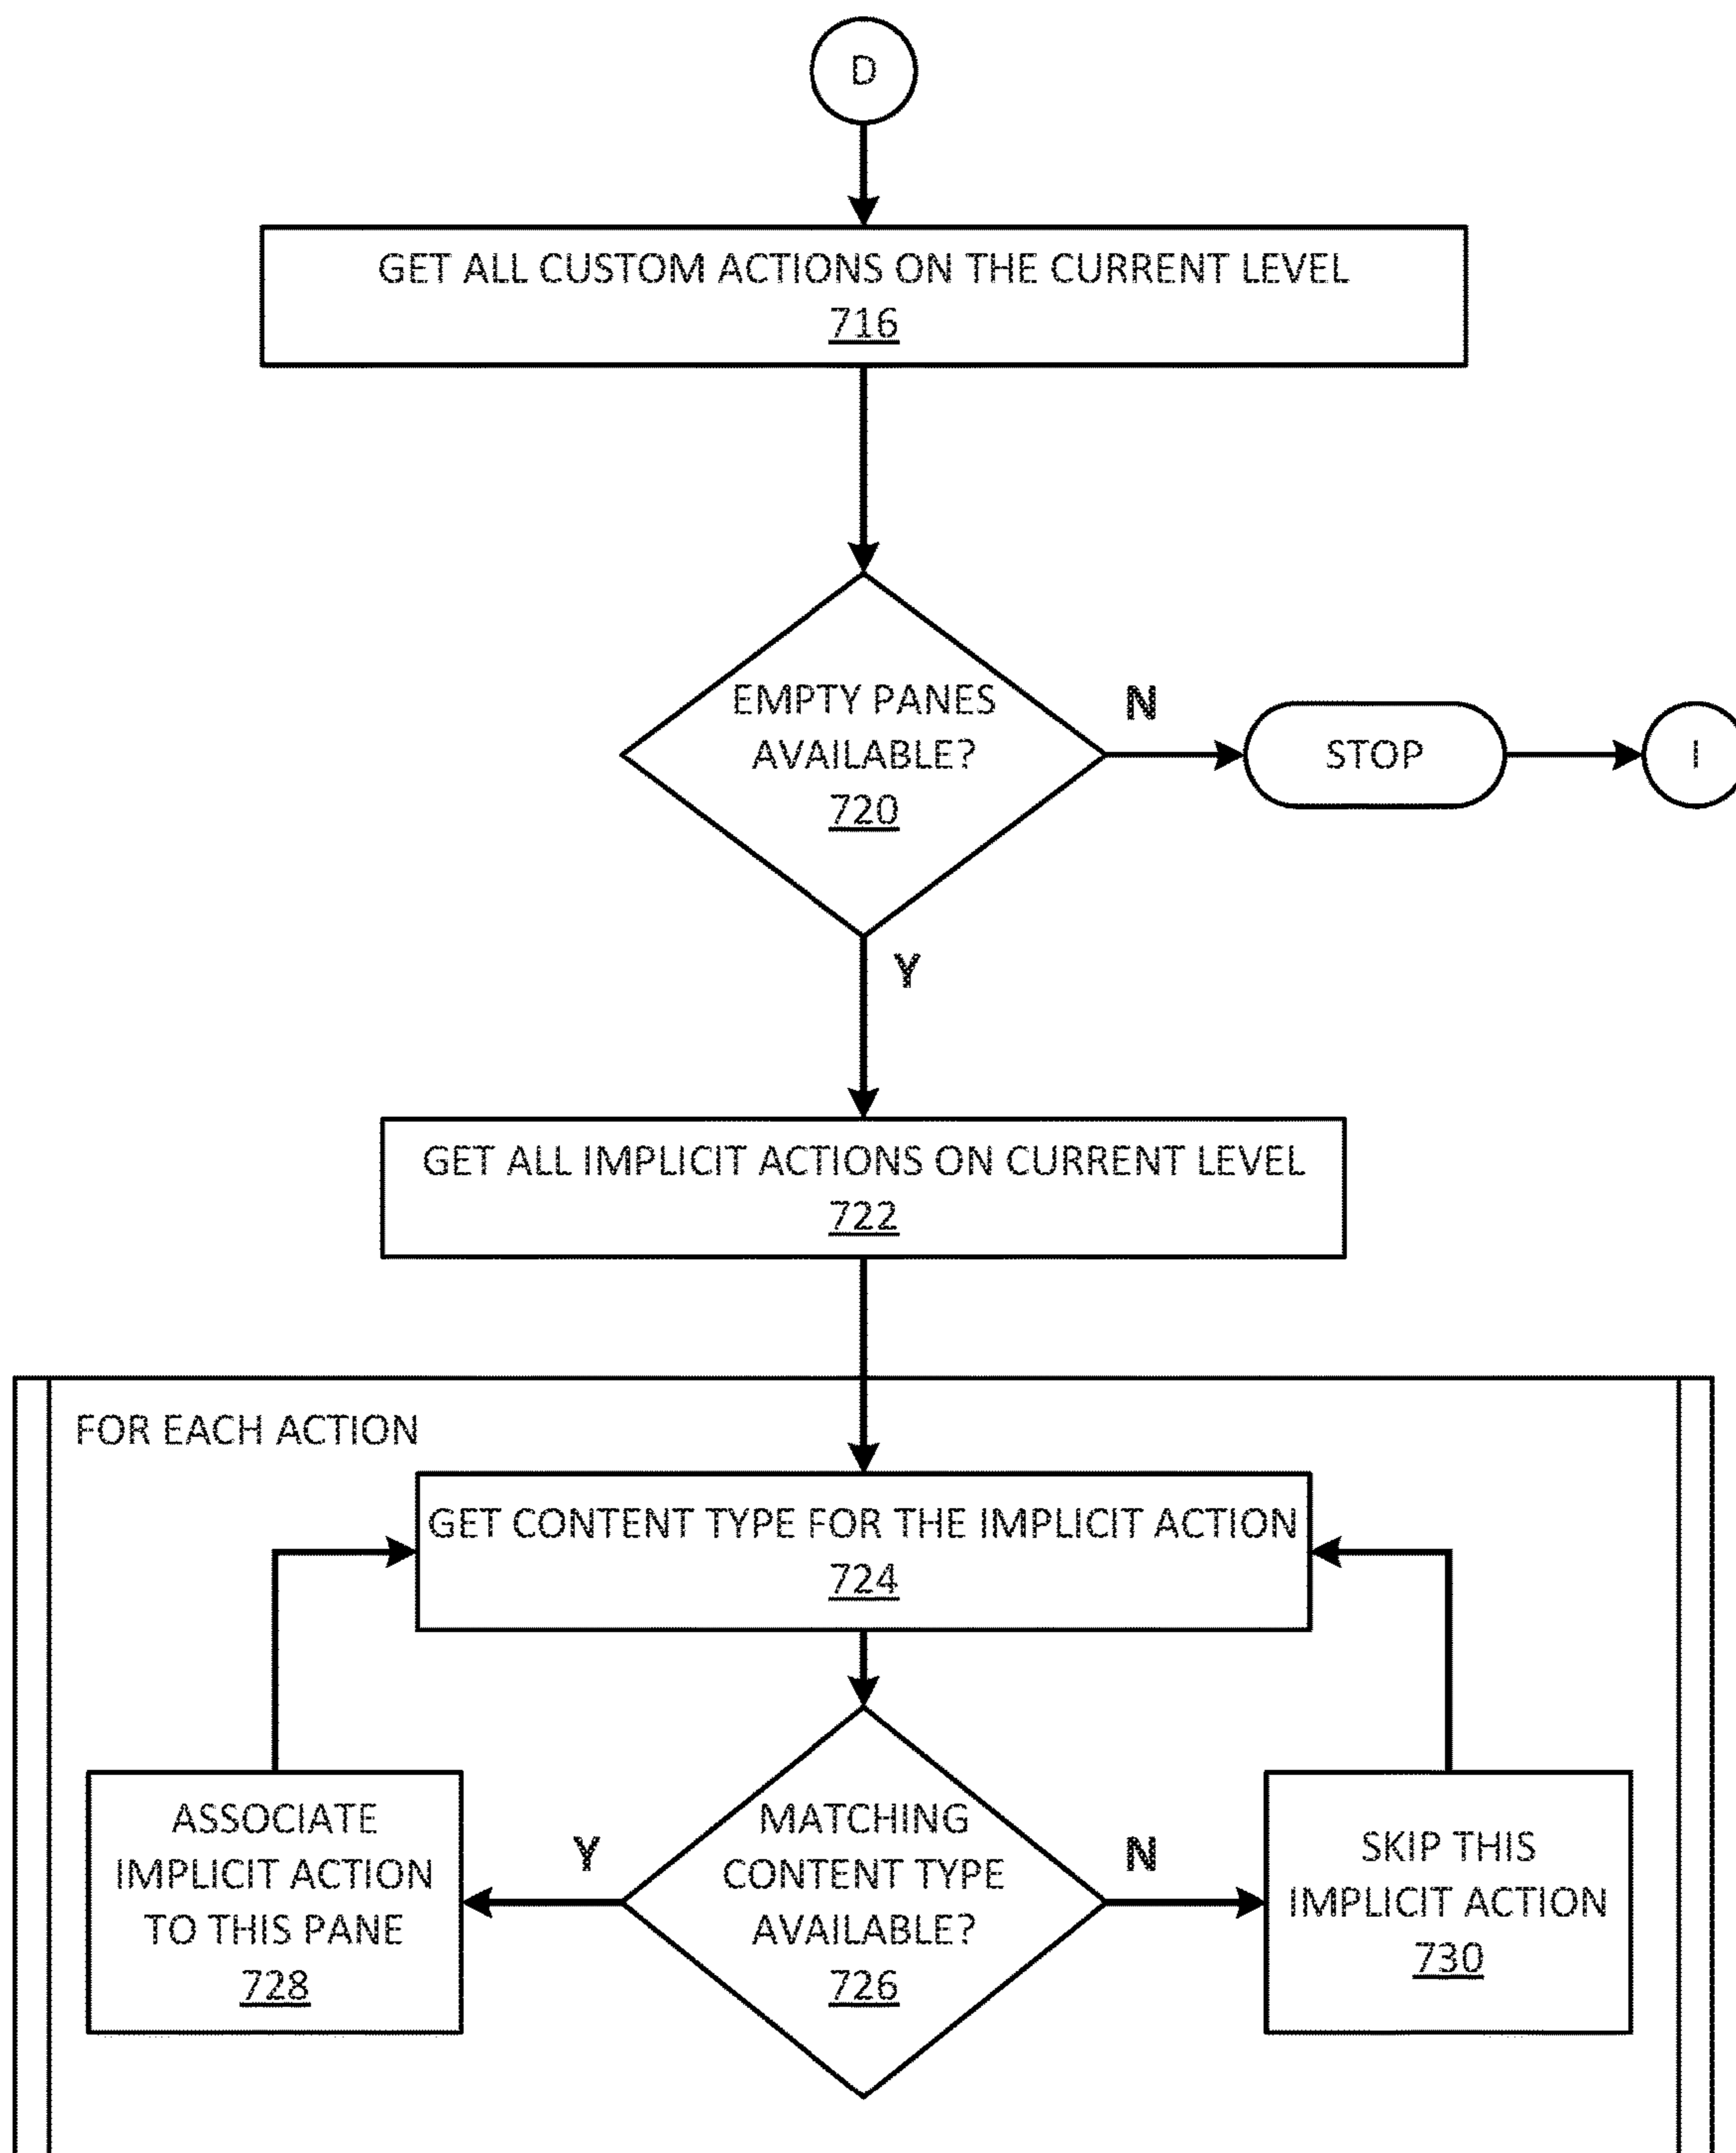 D
GET ALL CUSTOM ACTIONS ON THE CURRENT LEVEL
716
EMPTY PANES
AVAILABLE?
720
N
STOP
I
Y
GET ALL IMPLICIT ACTIONS ON CURRENT LEVEL
722
FOR EACH ACTION
GET CONTENT TYPE FOR THE IMPLICIT ACTION
724
ASSOCIATE
IMPLICIT ACTION
TO THIS PANE
728
Y
MATCHING
CONTENT TYPE
AVAILABLE?
726
N
SKIP THIS
IMPLICIT ACTION
730